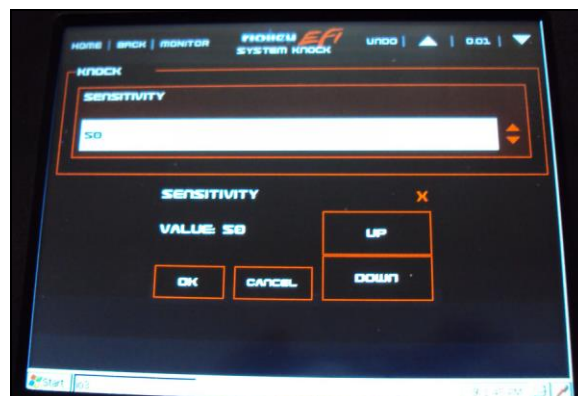 HOME | BACK | MONITOR
HOLLEY EFI
SYSTEM KNOCK
UNDO | 0.01 |
KNOCK
SENSITIVITY
50
SENSITIVITY
X
VALUE: 50
UP
OK
CANCEL
DOWN
Start